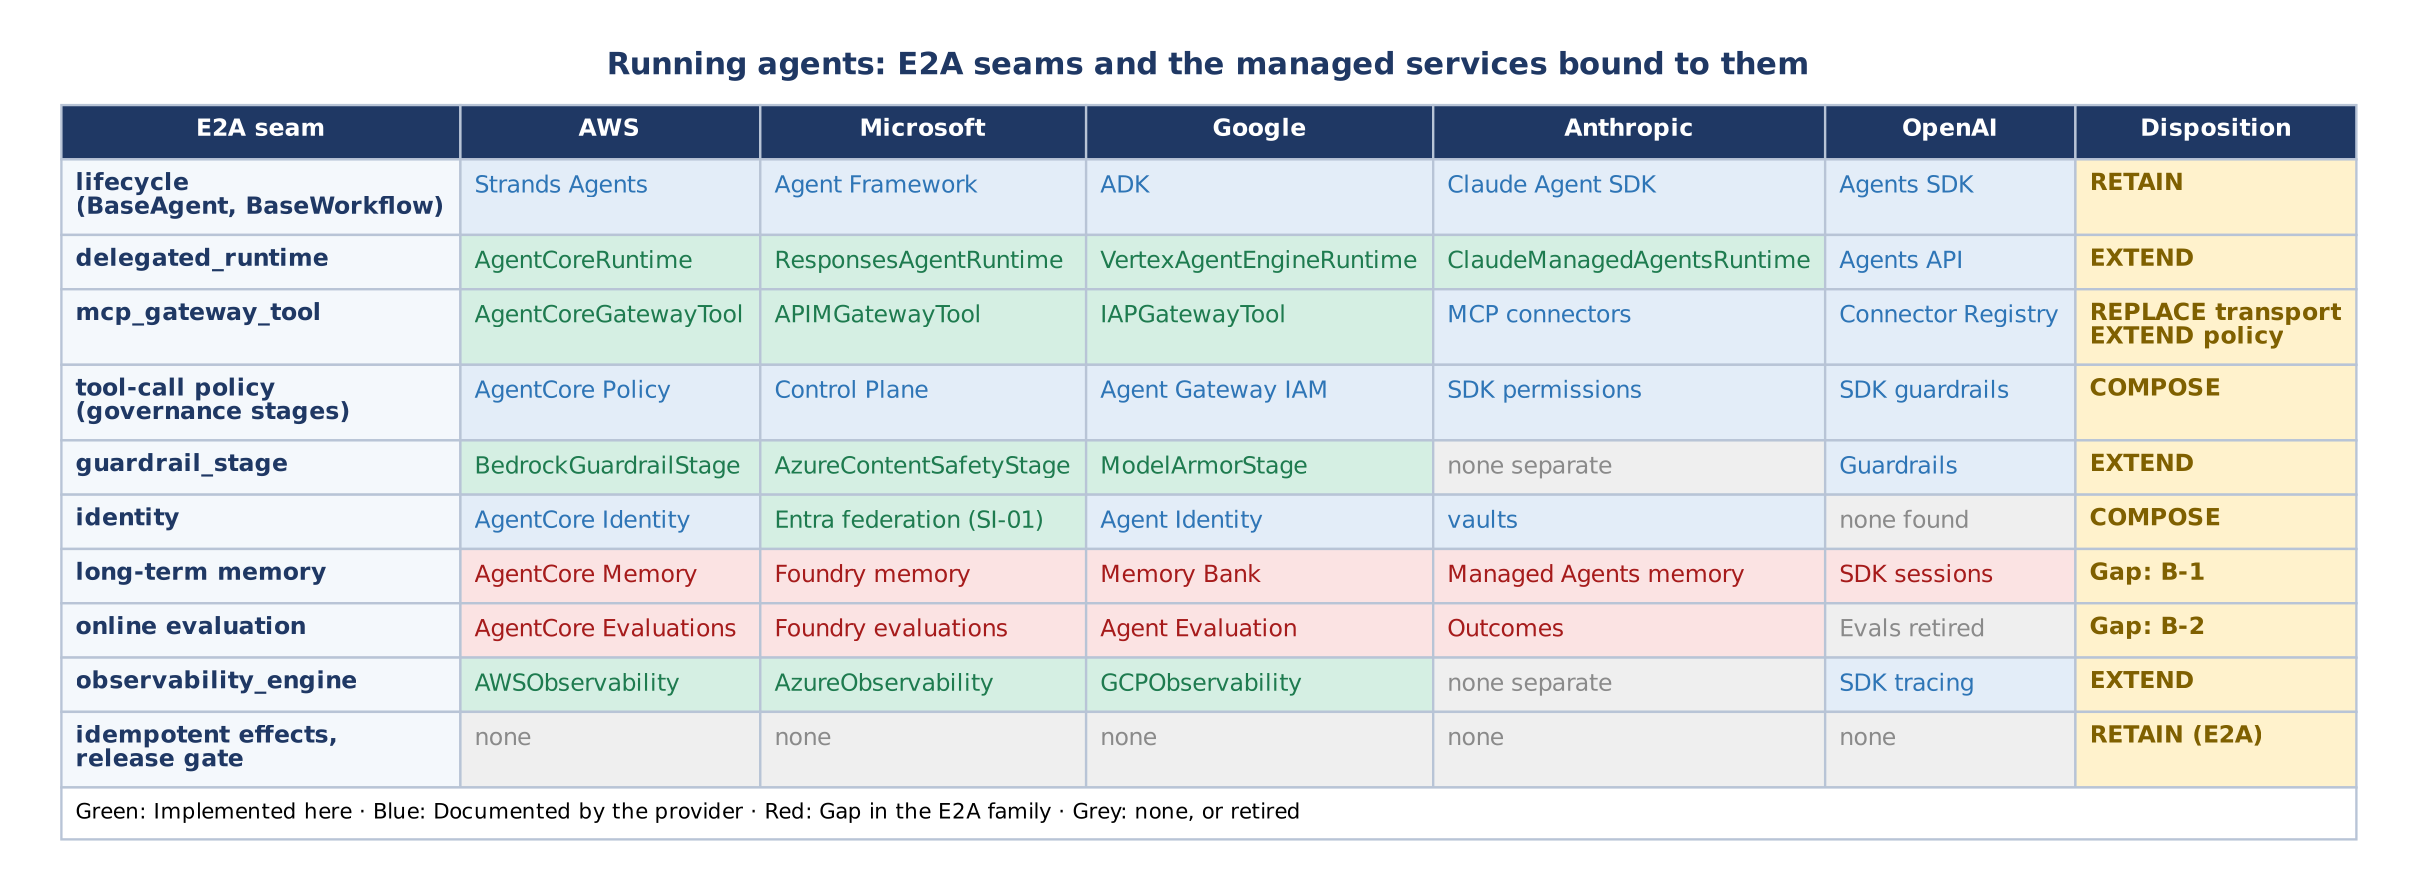 Running agents: E2A seams and the managed services bound to them
E2A seam AWS Microsoft Google Anthropic OpenAI Disposition
lifecycle
(BaseAgent, BaseWorkflow) Strands Agents Agent Framework ADK Claude Agent SDK Agents SDK RETAIN
delegated_runtime AgentCoreRuntime ResponsesAgentRuntime VertexAgentEngineRuntime ClaudeManagedAgentsRuntime Agents API EXTEND
mcp_gateway_tool AgentCoreGatewayTool APIMGatewayTool IAPGatewayTool MCP connectors Connector Registry REPLACE transport
EXTEND policy
tool-call policy
(governance stages) AgentCore Policy Control Plane Agent Gateway IAM SDK permissions SDK guardrails COMPOSE
guardrail_stage BedrockGuardrailStage AzureContentSafetyStage ModelArmorStage none separate Guardrails EXTEND
identity AgentCore Identity Entra federation (SI-01) Agent Identity vaults none found COMPOSE
long-term memory AgentCore Memory Foundry memory Memory Bank Managed Agents memory SDK sessions Gap: B-1
online evaluation AgentCore Evaluations Foundry evaluations Agent Evaluation Outcomes Evals retired Gap: B-2
observability_engine AWSObservability AzureObservability GCPObservability none separate SDK tracing EXTEND
idempotent effects,
release gate none none none none none RETAIN (E2A)
Green: Implemented here · Blue: Documented by the provider · Red: Gap in the E2A family · Grey: none, or retired